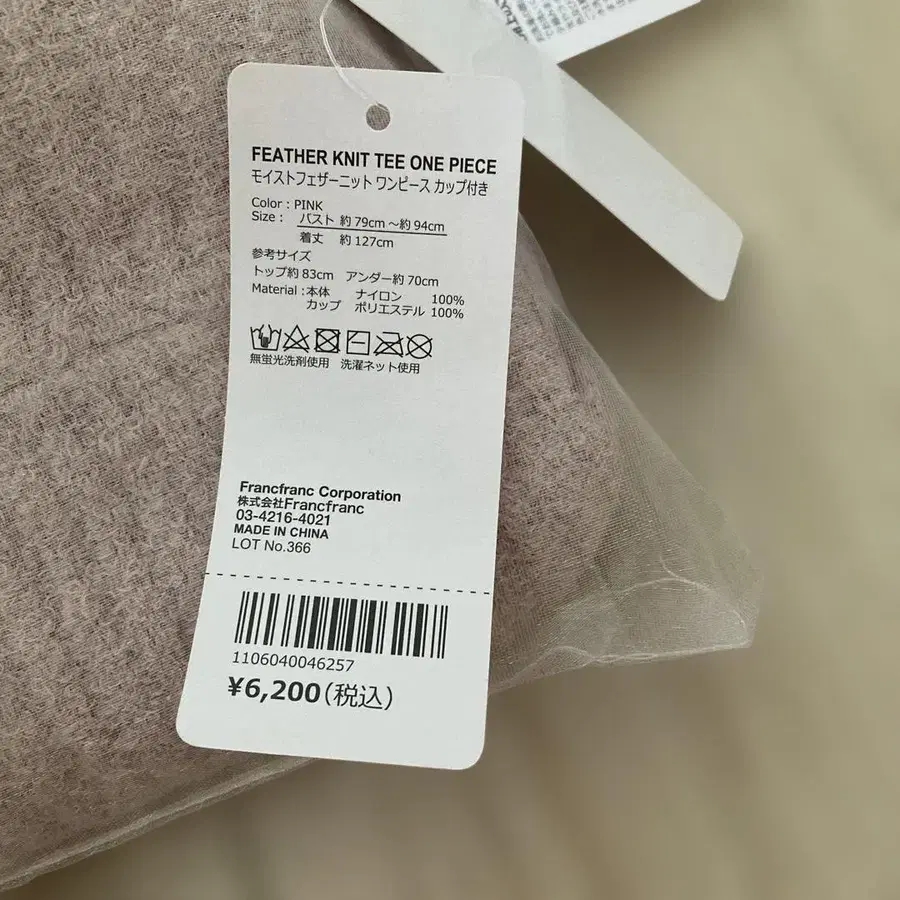 FEATHER KNIT TEE ONE PIECE
モイストフェザーニット ワンピース カップ付き
Color : PINK
Size : バスト 約 79cm ～約 94cm
着丈 約 127cm
参考サイズ
トップ約 83cm アンダー約 70cm
Material : 本体 ナイロン 100%
カップ ポリエステル 100%
無蛍光洗剤使用 洗濯ネット使用
Francfranc Corporation
株式会社Francfranc
03-4216-4021
MADE IN CHINA
LOT No.366
1106040046257
¥6,200(税込)